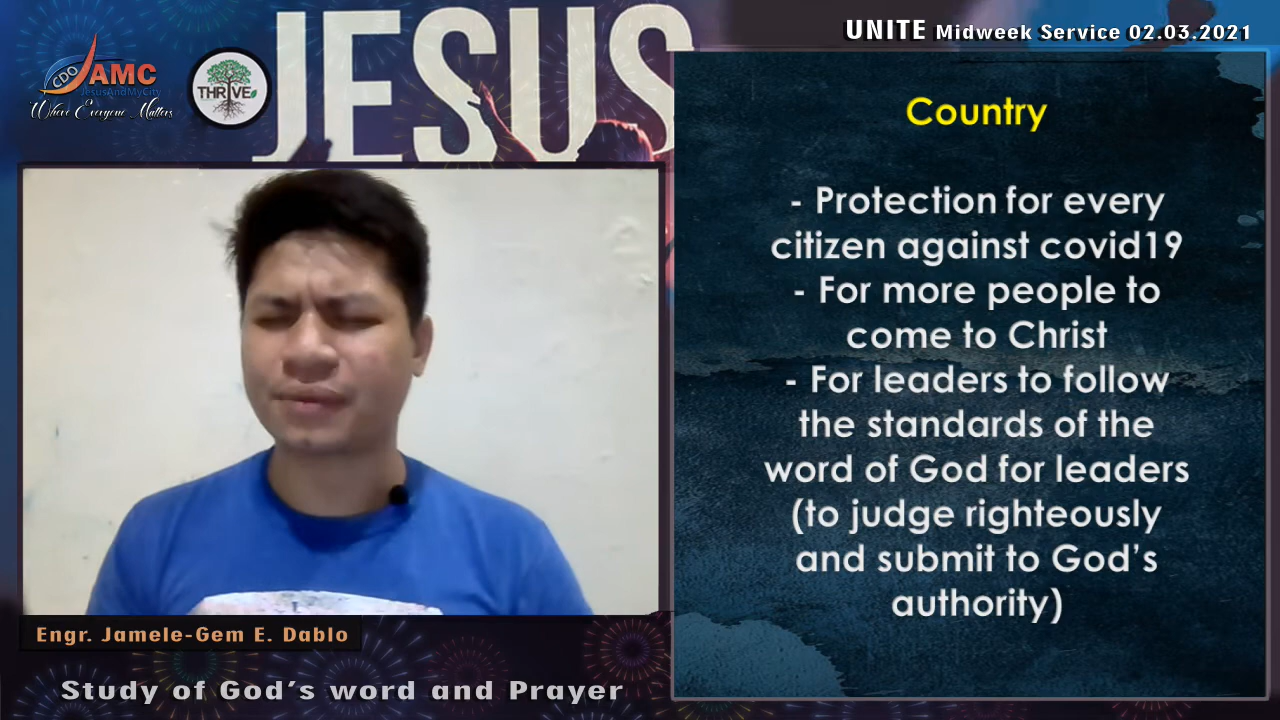 UNITE Midweek Service 02.03.2021
CDO
JAMC
JesusAndMyCity
Where Everyone Matters
THRIVE
JESUS
Country
- Protection for every
citizen against covid19
- For more people to
come to Christ
- For leaders to follow
the standards of the
word of God for leaders
(to judge righteously
and submit to God's
authority)
Engr. Jamele-Gem E. Dablo
Study of God's word and Prayer